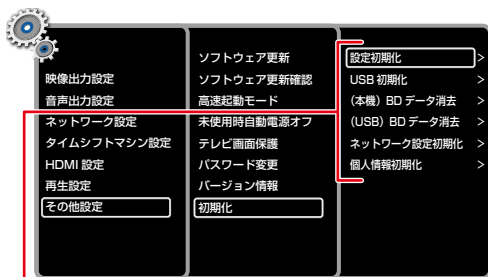 映像出力設定
音声出力設定
ネットワーク設定
タイムシフトマシン設定
HDMI 設定
再生設定
その他設定
ソフトウェア更新
ソフトウェア更新確認
高速起動モード
未使用時自動電源オフ
テレビ画面保護
パスワード変更
バージョン情報
初期化
設定初期化 >
USB 初期化 >
(本機) BD データ消去 >
(USB) BD データ消去 >
ネットワーク設定初期化 >
個人情報初期化 >